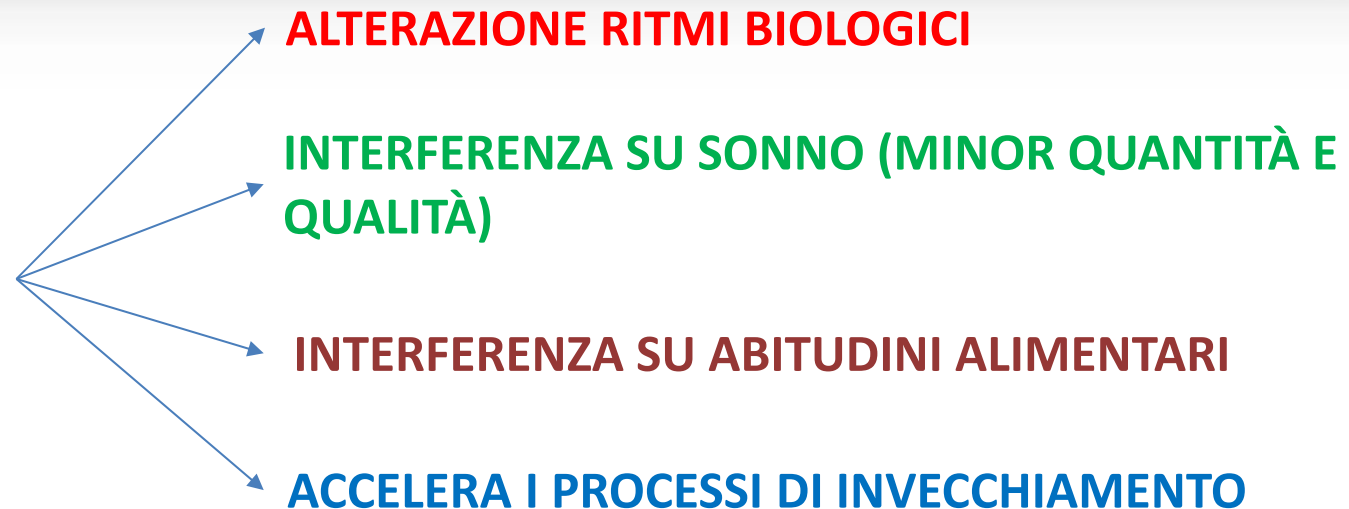 ALTERAZIONE RITMI BIOLOGICI
INTERFERENZA SU SONNO (MINOR QUANTITÀ E
QUALITÀ)
INTERFERENZA SU ABITUDINI ALIMENTARI
ACCELERA I PROCESSI DI INVECCHIAMENTO